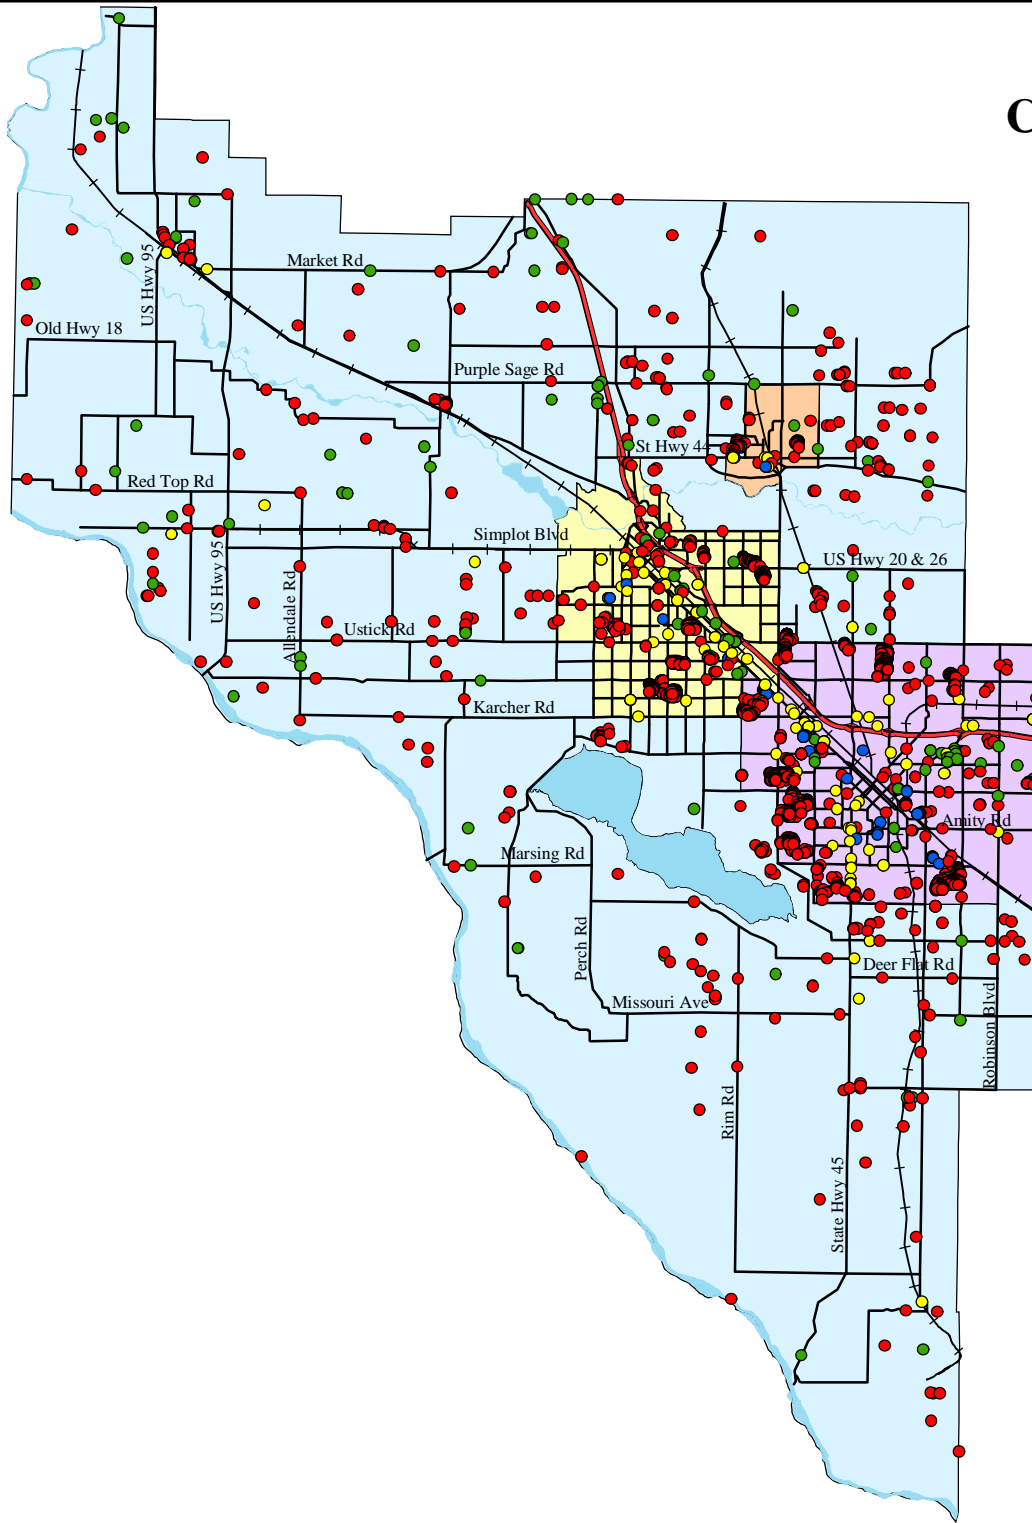 C
Market Rd
US Hwy 95
Old Hwy 18
Purple Sage Rd
St Hwy 44
Red Top Rd
Simplot Blvd
US Hwy 20 & 26
US Hwy 95
Allendale Rd
Ustick Rd
Karcher Rd
Amity Rd
Marsing Rd
Perch Rd
Deer Flat Rd
Missouri Ave
Robinson Blvd
Rim Rd
State Hwy 45